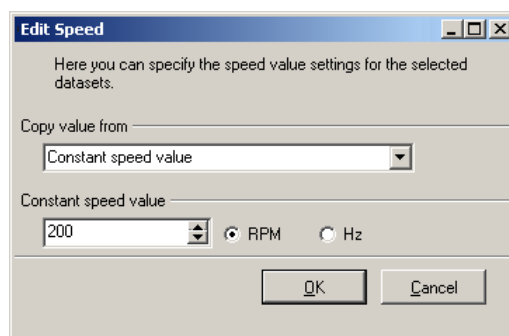 Edit Speed
Here you can specify the speed value settings for the selected
datasets.
Copy value from
Constant speed value
Constant speed value
200 RPM Hz
OK Cancel